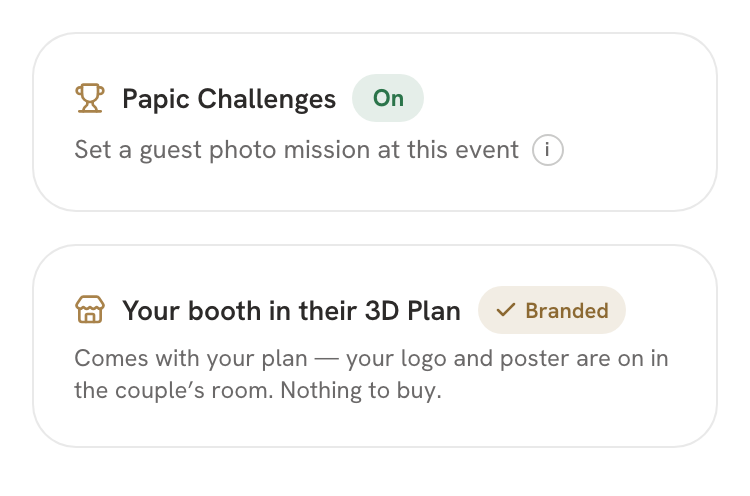 Papic Challenges On
Set a guest photo mission at this event i
Your booth in their 3D Plan Branded
Comes with your plan — your logo and poster are on in
the couple’s room. Nothing to buy.